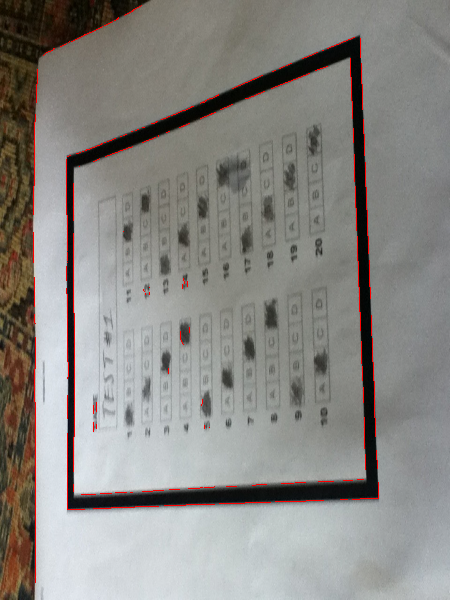 TEST #1
1 B C D
2 A C D
3 A B D
4 A B C
5 B C D
6 A C D
7 A B D
8 A B C
9 B C D
10 A C D
11 A B D
12 A B C
13 B C D
14 A C D
15 A B D
16 A B C
17 B C D
18 A C D
19 A B D
20 A B C